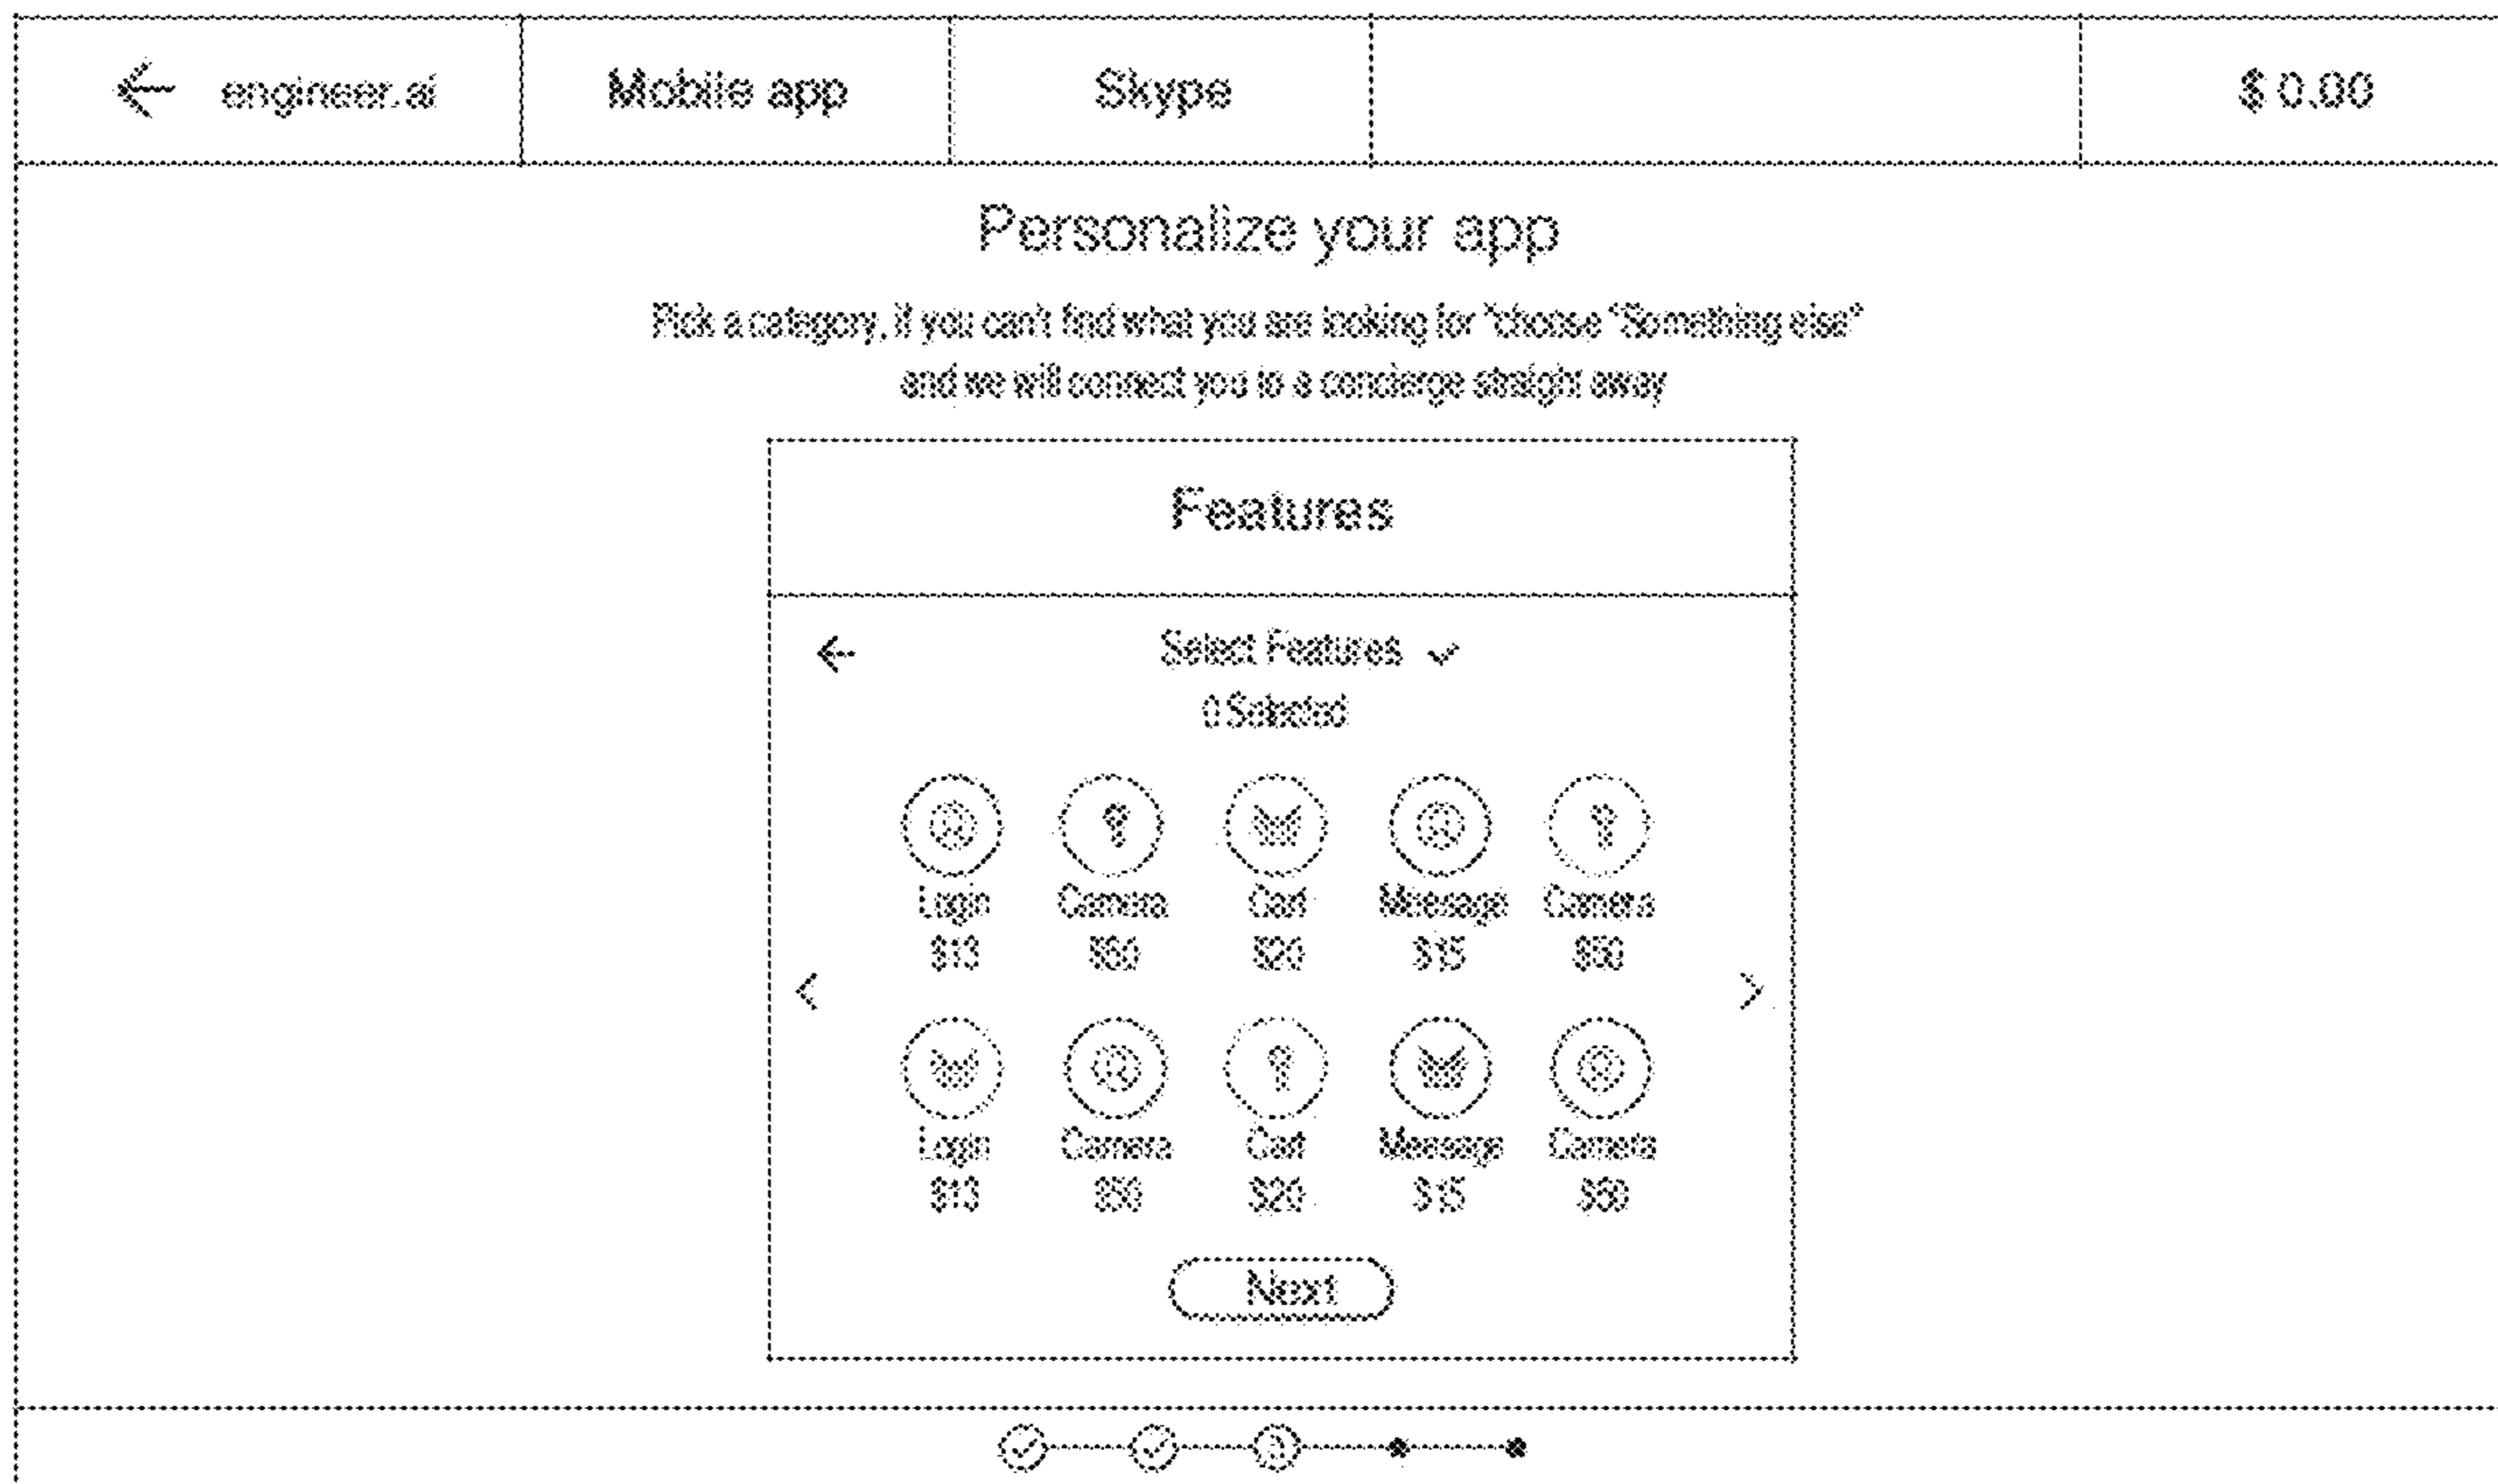 engineer.ai Mobile app Skype $ 0.00
Personalize your app
Pick a category, if you can't find what you are looking for "choose "Something else"
and we will connect you to a concierge straight away
Features
Select Features
0 Selected
Login Camera Cart Message Camera
$10 $50 $20 $15 $50
Login Camera Cart Message Camera
$10 $50 $20 $15 $50
Next
3